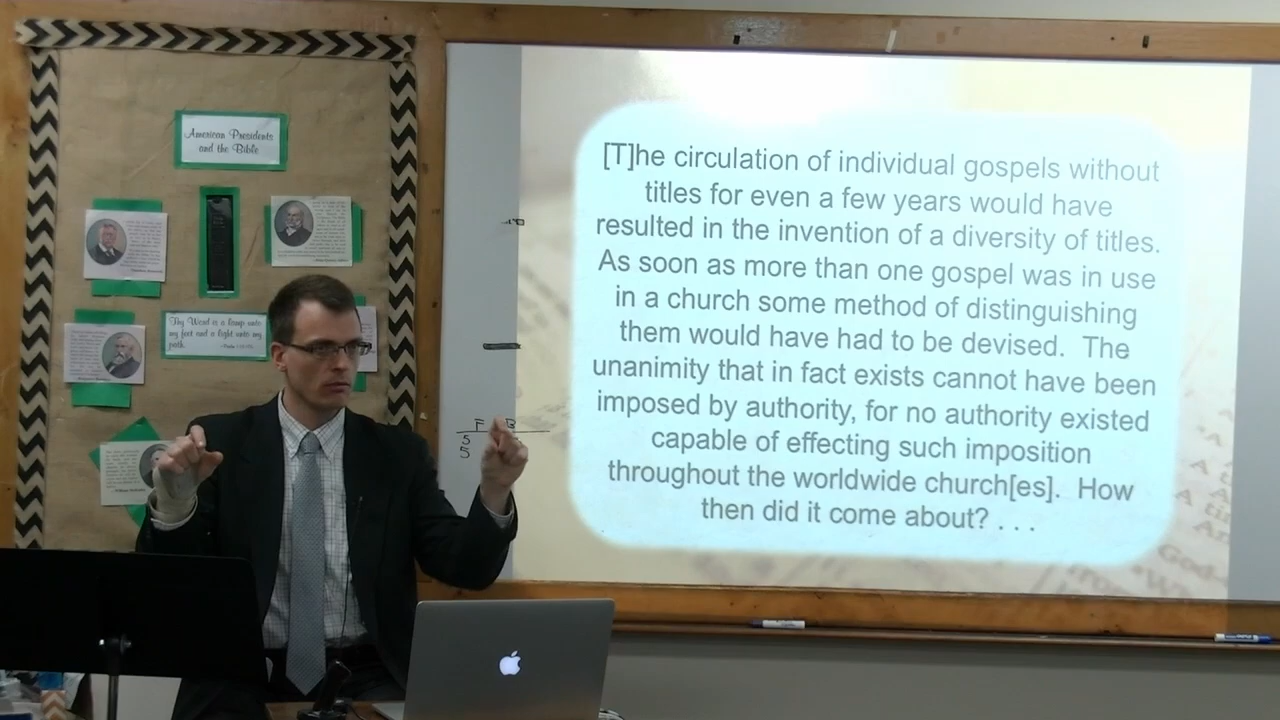 American Presidents
and the Bible
Thy Word is a lamp unto
my feet and a light unto my
path.
F B
5
5
[T]he circulation of individual gospels without
titles for even a few years would have
resulted in the invention of a diversity of titles.
As soon as more than one gospel was in use
in a church some method of distinguishing
them would have had to be devised. The
unanimity that in fact exists cannot have been
imposed by authority, for no authority existed
capable of effecting such imposition
throughout the worldwide church[es]. How
then did it come about? . . .